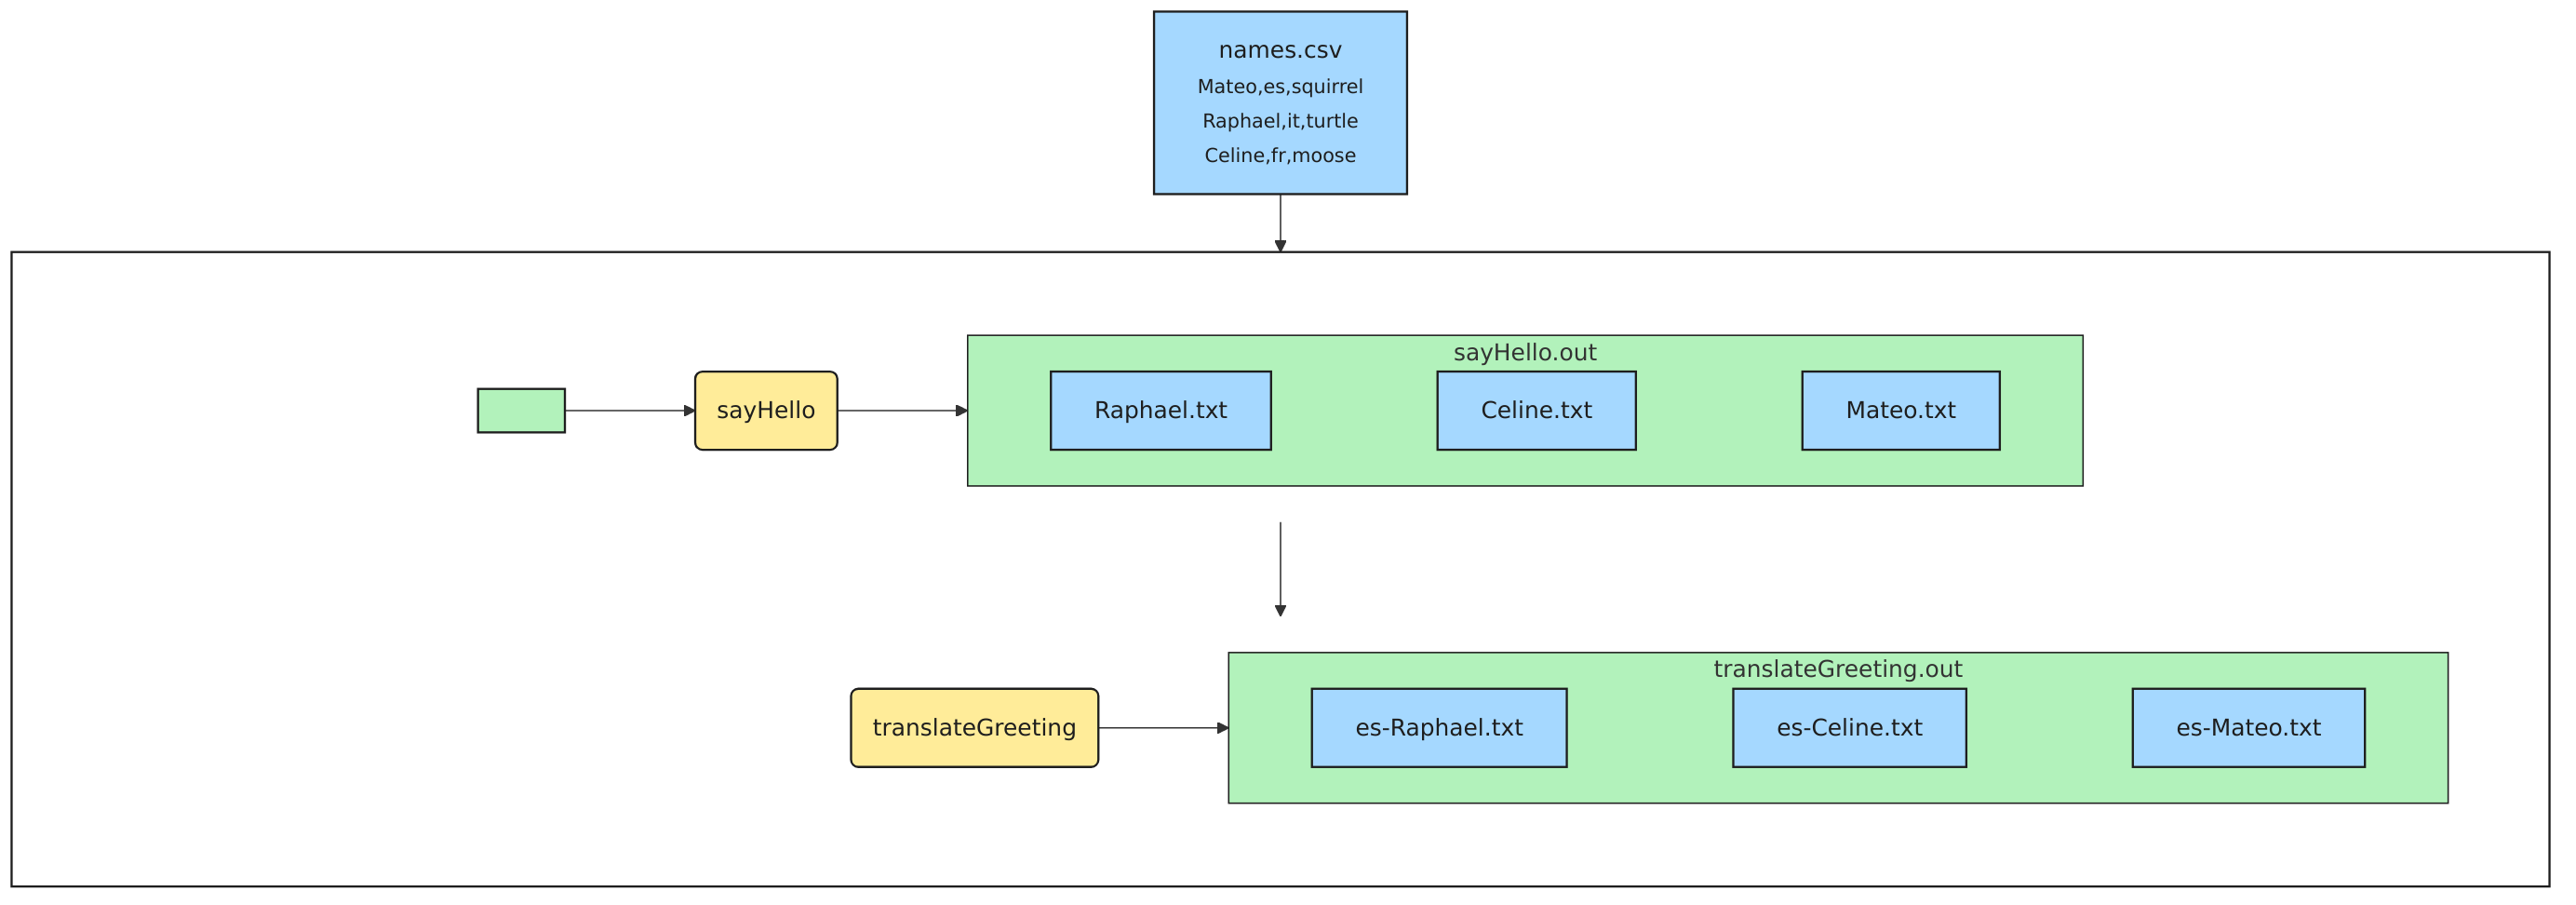 names.csv
Mateo,es,squirrel
Raphael,it,turtle
Celine,fr,moose
sayHello
sayHello.out
Raphael.txt
Celine.txt
Mateo.txt
translateGreeting
translateGreeting.out
es-Raphael.txt
es-Celine.txt
es-Mateo.txt